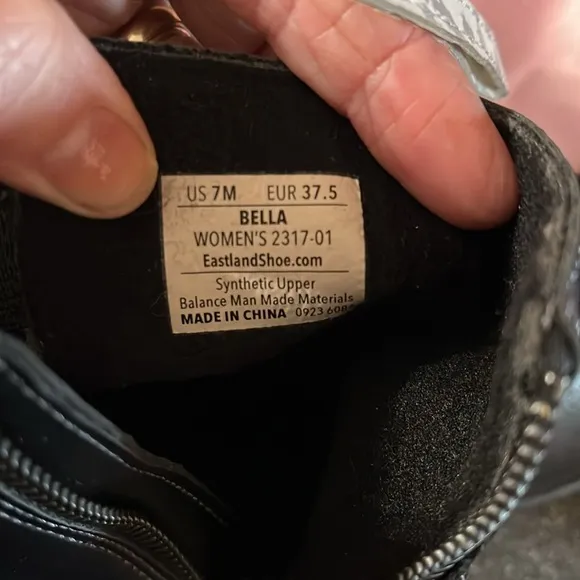 US 7M EUR 37.5
BELLA
WOMEN'S 2317-01
EastlandShoe.com
Synthetic Upper
Balance Man Made Materials
MADE IN CHINA 0923